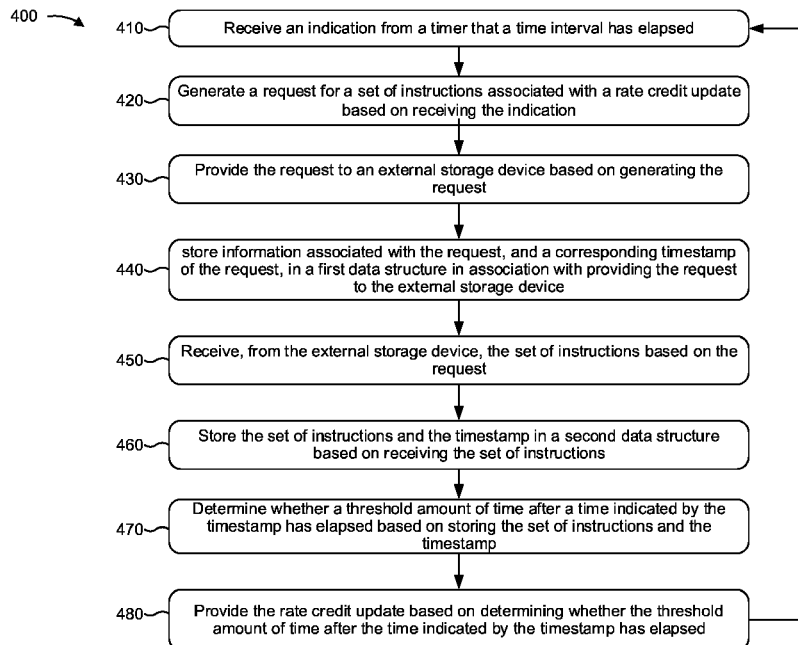 400
410
Receive an indication from a timer that a time interval has elapsed
420
Generate a request for a set of instructions associated with a rate credit update
based on receiving the indication
430
Provide the request to an external storage device based on generating the
request
440
store information associated with the request, and a corresponding timestamp
of the request, in a first data structure in association with providing the request
to the external storage device
450
Receive, from the external storage device, the set of instructions based on the
request
460
Store the set of instructions and the timestamp in a second data structure
based on receiving the set of instructions
470
Determine whether a threshold amount of time after a time indicated by the
timestamp has elapsed based on storing the set of instructions and the
timestamp
480
Provide the rate credit update based on determining whether the threshold
amount of time after the time indicated by the timestamp has elapsed